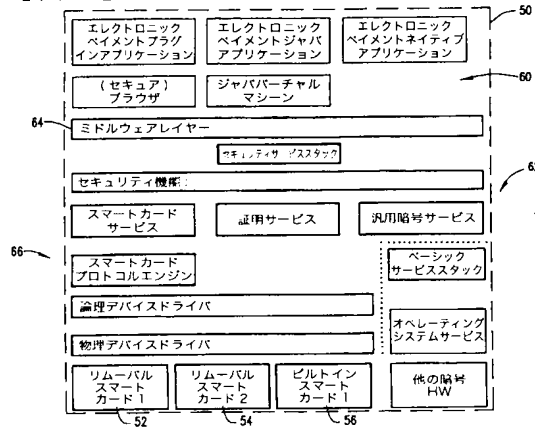 50
エレクトロニック
ペイメントプラグ
インアプリケーション
エレクトロニック
ペイメントジャバ
アプリケーション
エレクトロニック
ペイメントネイティブ
アプリケーション
60
(セキュア)
ブラウザ
ジャババーチャル
マシーン
64
ミドルウェアレイヤー
セキュリティサービススタック
セキュリティ機能
62
スマートカード
サービス
証明サービス
汎用暗号サービス
66
スマートカード
プロトコルエンジン
ベーシック
サービススタック
論理デバイスドライバ
物理デバイスドライバ
オペレーティング
システムサービス
リムーバル
スマート
カード1
リムーバル
スマート
カード2
ビルトイン
スマート
カード1
他の暗号
HW
52
54
56